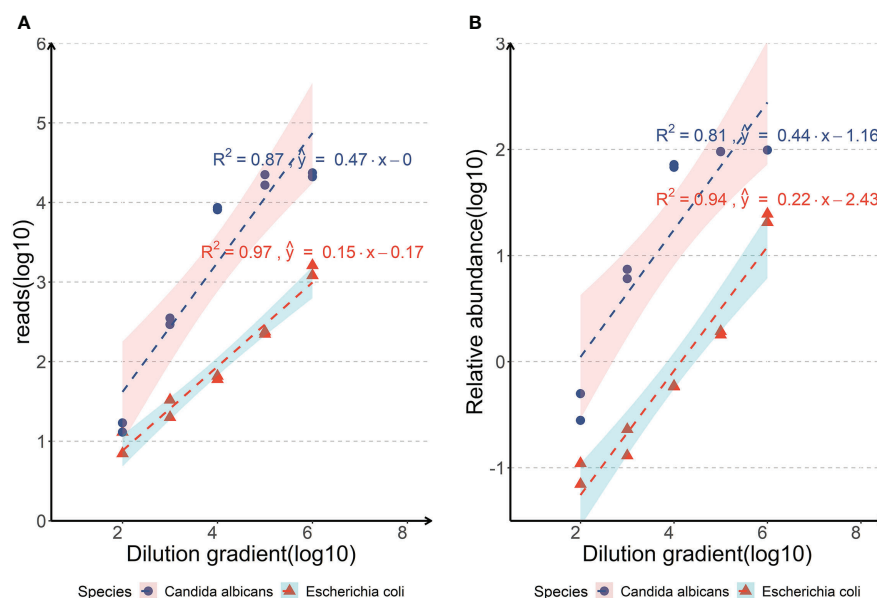 A
reads(log10)
6
5
4
3
2
1
0
R² = 0.87 , ŷ = 0.47·x−0
R² = 0.97 , ŷ = 0.15·x−0.17
2 4 6 8
Dilution gradient(log10)
Species Candida albicans Escherichia coli
B
Relative abundance(log10)
3
2
1
0
-1
R² = 0.81 , ŷ = 0.44·x−1.16
R² = 0.94 , ŷ = 0.22·x−2.43
2 4 6 8
Dilution gradient(log10)
Species Candida albicans Escherichia coli